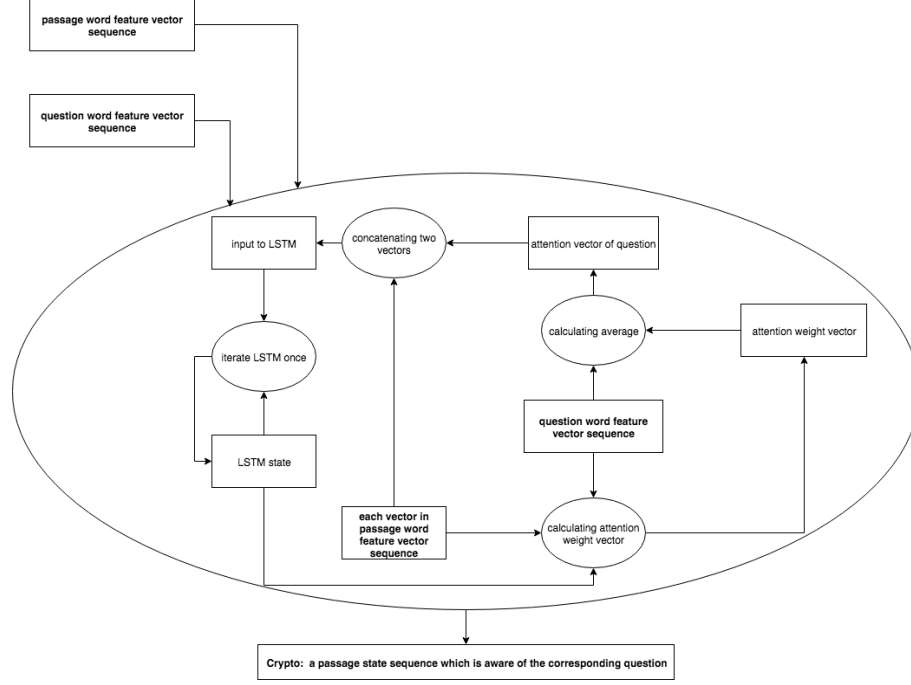 passage word feature vector
sequence
question word feature vector
sequence
input to LSTM
concatenating two
vectors
attention vector of question
iterate LSTM once
calculating average
attention weight vector
question word feature
vector sequence
LSTM state
each vector in
passage word
feature vector
sequence
calculating attention
weight vector
Crypto: a passage state sequence which is aware of the corresponding question